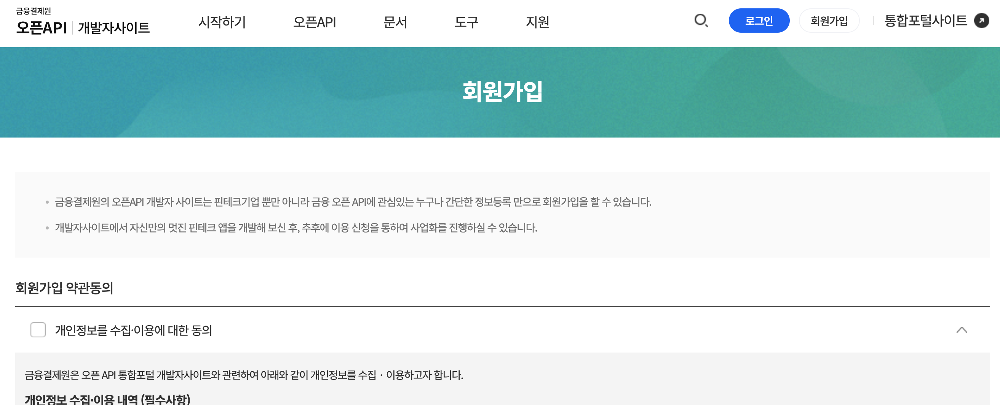 금융결제원
오픈API 개발자사이트
시작하기
오픈API
문서
도구
지원
로그인
회원가입
통합포털사이트
회원가입
금융결제원의 오픈API 개발자 사이트는 핀테크기업 뿐만 아니라 금융 오픈 API에 관심있는 누구나 간단한 정보등록 만으로 회원가입을 할 수 있습니다.
개발자사이트에서 자신만의 멋진 핀테크 앱을 개발해 보신 후, 추후에 이용 신청을 통하여 사업화를 진행하실 수 있습니다.
회원가입 약관동의
개인정보를 수집·이용에 대한 동의
금융결제원은 오픈 API 통합포털 개발자사이트와 관련하여 아래와 같이 개인정보를 수집 · 이용하고자 합니다.
개인정보 수집·이용 내역 (필수사항)